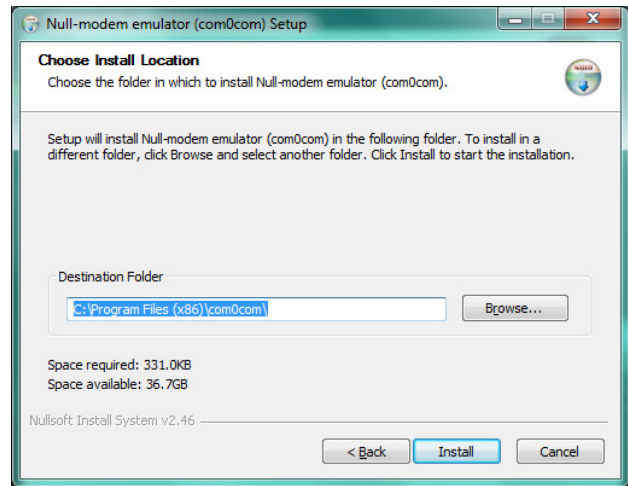 Null-modem emulator (com0com) Setup
Choose Install Location
Choose the folder in which to install Null-modem emulator (com0com).
Setup will install Null-modem emulator (com0com) in the following folder. To install in a
different folder, click Browse and select another folder. Click Install to start the installation.
Destination Folder
C:\Program Files (x86)\com0com\
Browse...
Space required: 331.0KB
Space available: 36.7GB
Nullsoft Install System v2.46
< Back
Install
Cancel